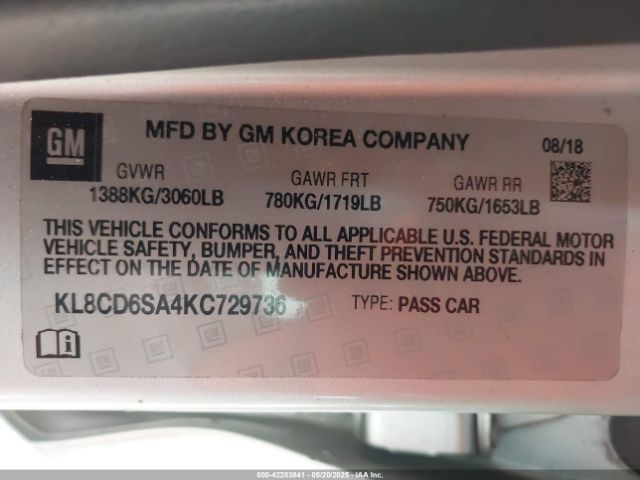 GM
MFD BY GM KOREA COMPANY
08/18
GVWR GAWR FRT GAWR RR
1388KG/3060LB 780KG/1719LB 750KG/1653LB
THIS VEHICLE CONFORMS TO ALL APPLICABLE U.S. FEDERAL MOTOR
VEHICLE SAFETY, BUMPER, AND THEFT PREVENTION STANDARDS IN
EFFECT ON THE DATE OF MANUFACTURE SHOWN ABOVE.
KL8CD6SA4KC729736 TYPE: PASS CAR
000-42283841 - 05/20/2025 - IAA Inc.